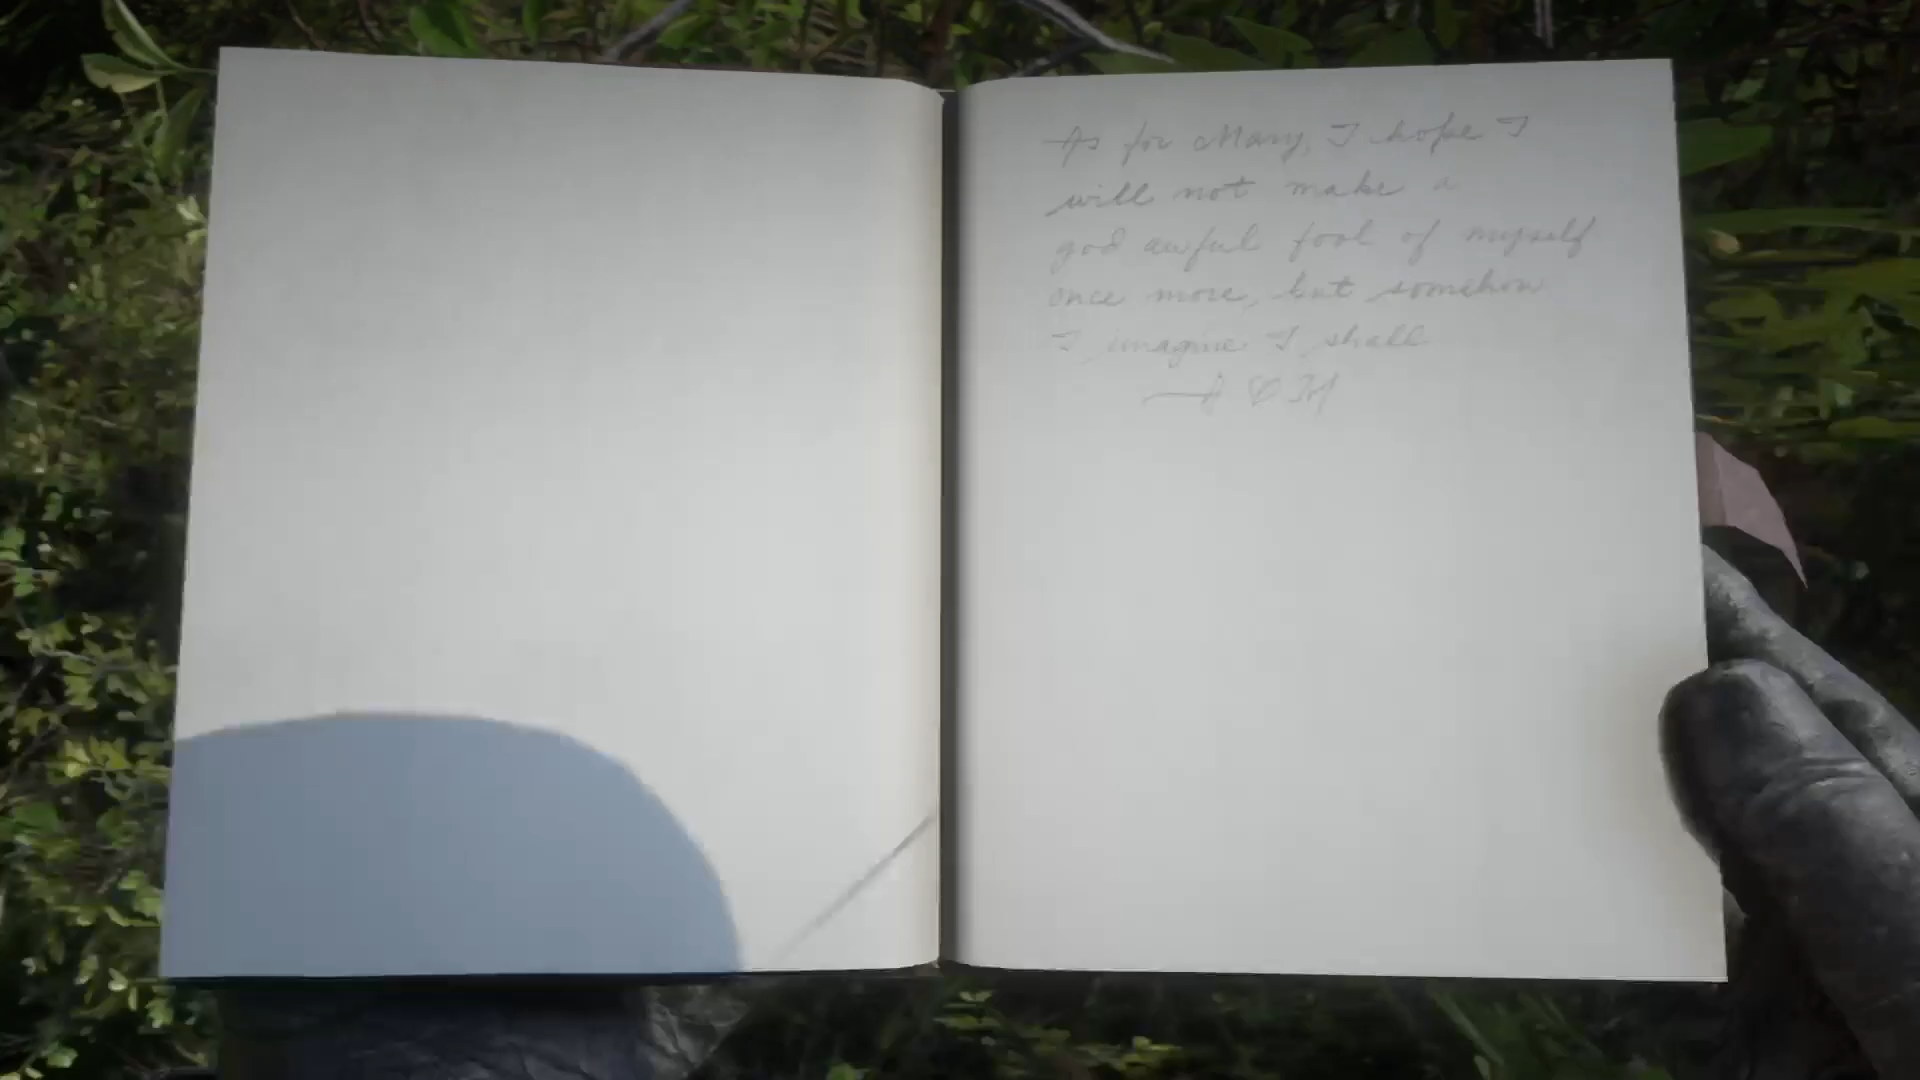 As for Mary, I hope I
will not make a
god awful fool of myself
once more, but somehow
I imagine I shall